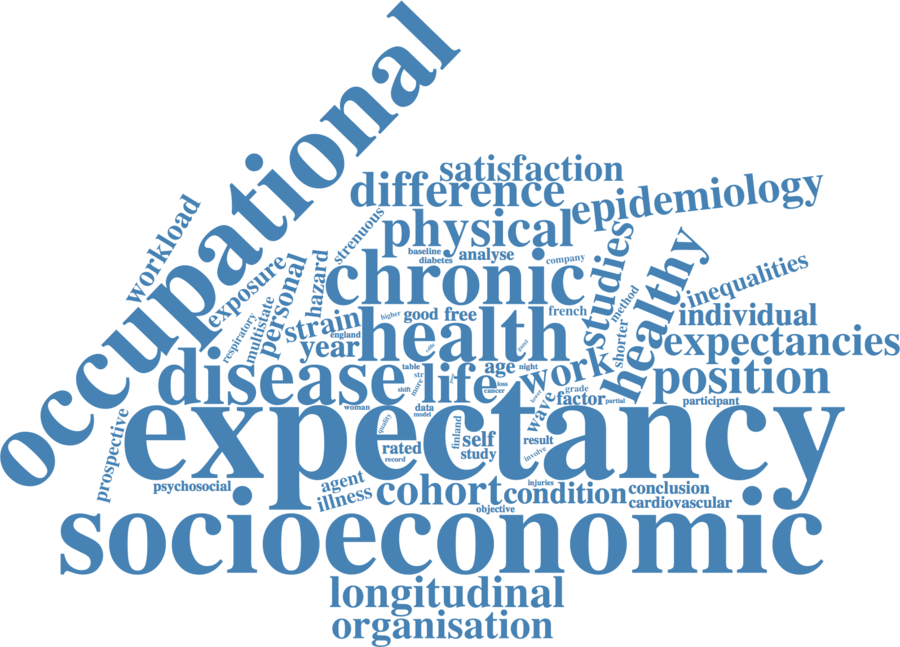 occupational
satisfaction
difference
epidemiology
workload
physical
strenuous
studies
healthy
baseline
diabetes
analyse
company
exposure
personal
hazard
chronic
inequalities
method
respiratory
multistate
strain
higher
good
free
french
individual
england
year
health
shorter
expectancies
disease
table
life
age
night
work
position
shift
more
loss
cancer
grade
factor
partial
participant
woman
data
model
wave
expectancy
prospective
quality
finland
self
result
rated
study
involve
record
psychosocial
agent
illness
cohort
injuries
condition
conclusion
cardiovascular
objective
socioeconomic
longitudinal
organisation